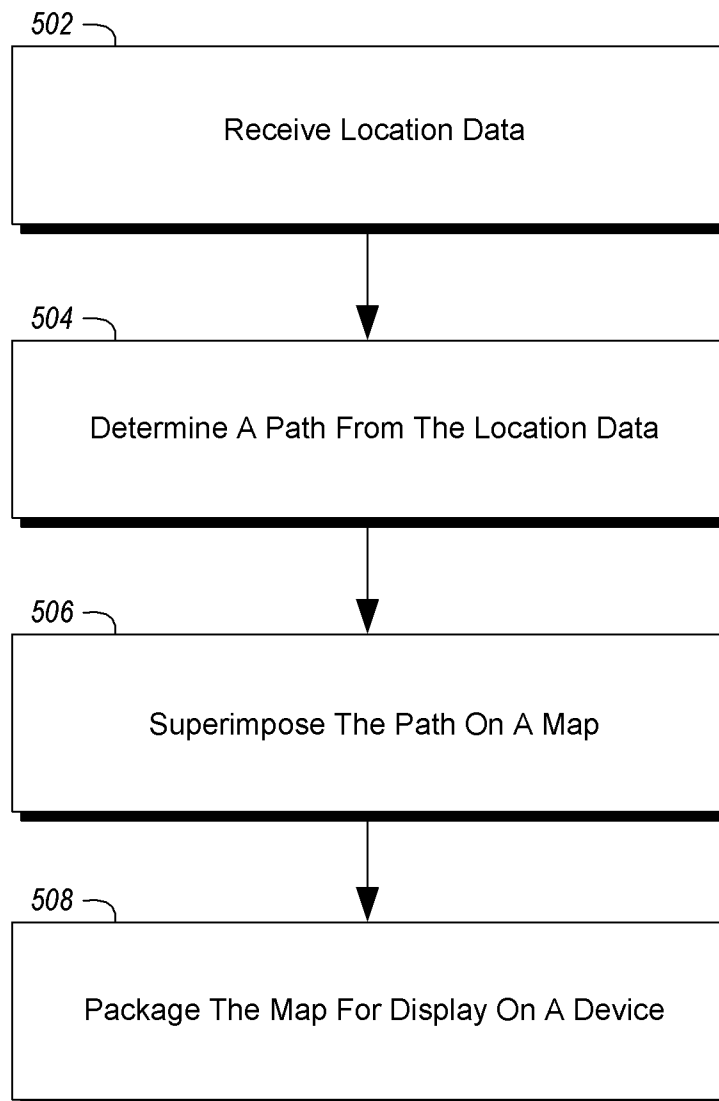 502
Receive Location Data
504
Determine A Path From The Location Data
506
Superimpose The Path On A Map
508
Package The Map For Display On A Device